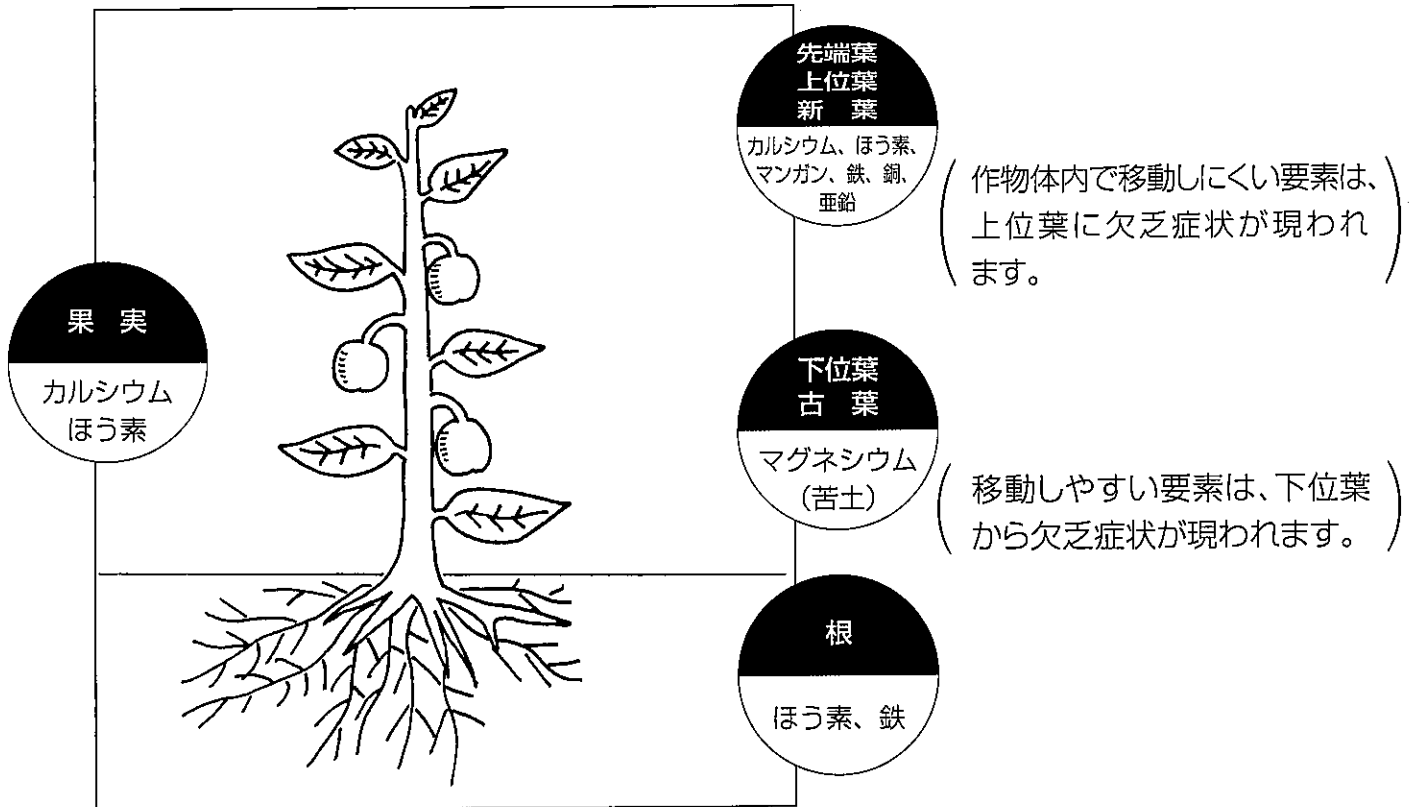 先端葉
上位葉
新 葉
カルシウム、ほう素、
マンガン、鉄、銅、
亜鉛
作物体内で移動しにくい要素は、
上位葉に欠乏症状が現われ
ます。
果 実
カルシウム
ほう素
下位葉
古 葉
マグネシウム
(苦土)
移動しやすい要素は、下位葉
から欠乏症状が現われます。
根
ほう素、鉄